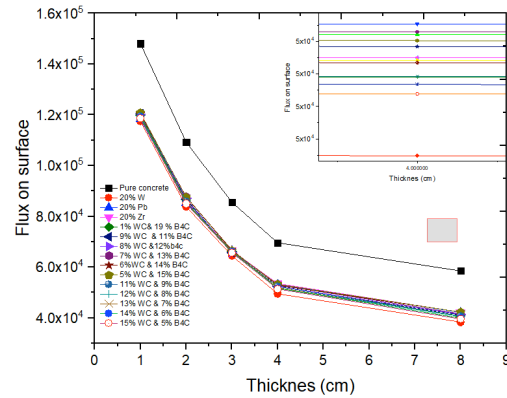 1.6x10⁵
1.4x10⁵
1.2x10⁵
1.0x10⁵
8.0x10⁴
6.0x10⁴
4.0x10⁴
Flux on surface
0 1 2 3 4 5 6 7 8 9
Thicknes (cm)
Pure concrete
20% W
20% Pb
20% Zr
1% WC& 19 % B4C
9% WC & 11% B4C
8% WC &12%b4c
7% WC & 13% B4C
6%WC & 14% B4C
5% WC & 15% B4C
11% WC & 9% B4C
12% WC & 8% B4C
13% WC & 7% B4C
14% WC & 6% B4C
15% WC & 5% B4C
5x10⁴
5x10⁴
5x10⁴
5x10⁴
Flux on surface
4.000000
Thicknes (cm)